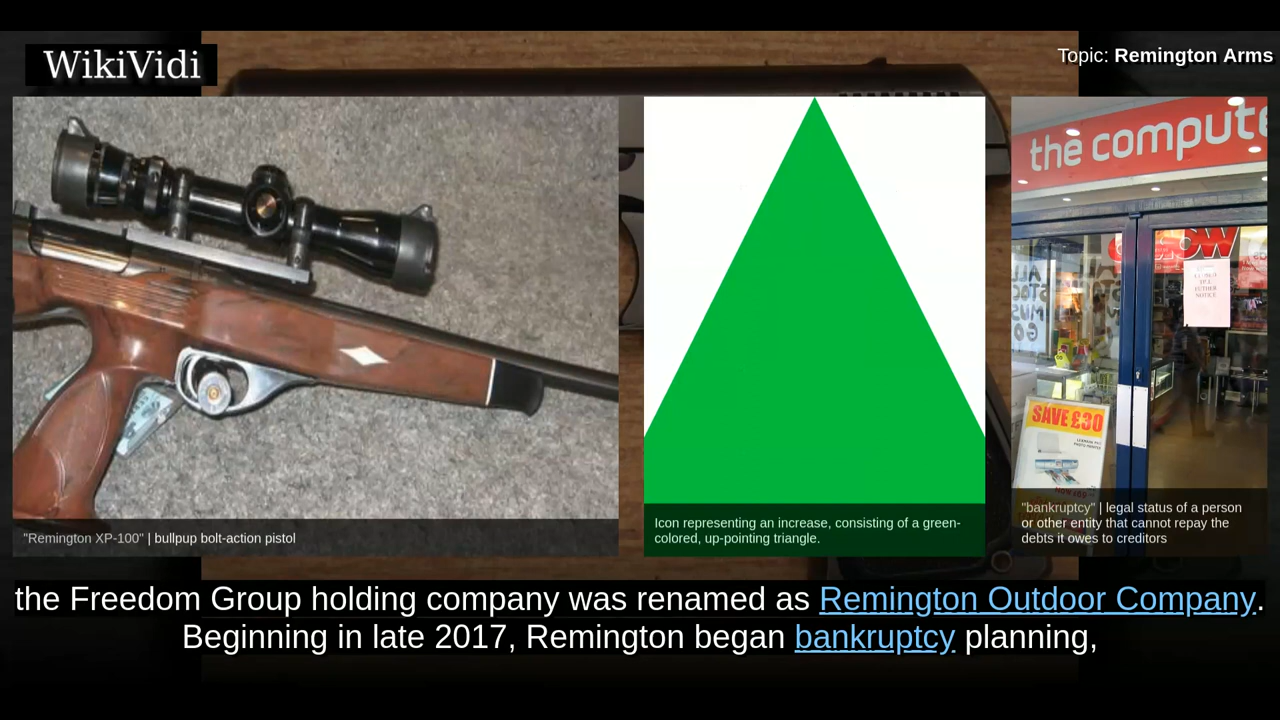 WikiVidi
Topic: Remington Arms
the compute
SAVE £30
"Remington XP-100" | bullpup bolt-action pistol
Icon representing an increase, consisting of a green-
colored, up-pointing triangle.
"bankruptcy" | legal status of a person
or other entity that cannot repay the
debts it owes to creditors
the Freedom Group holding company was renamed as Remington Outdoor Company.
Beginning in late 2017, Remington began bankruptcy planning,